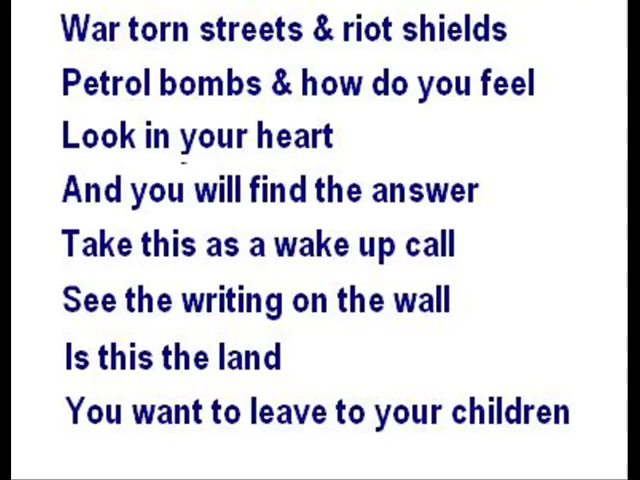 War torn streets & riot shields
Petrol bombs & how do you feel
Look in your heart
And you will find the answer
Take this as a wake up call
See the writing on the wall
Is this the land
You want to leave to your children